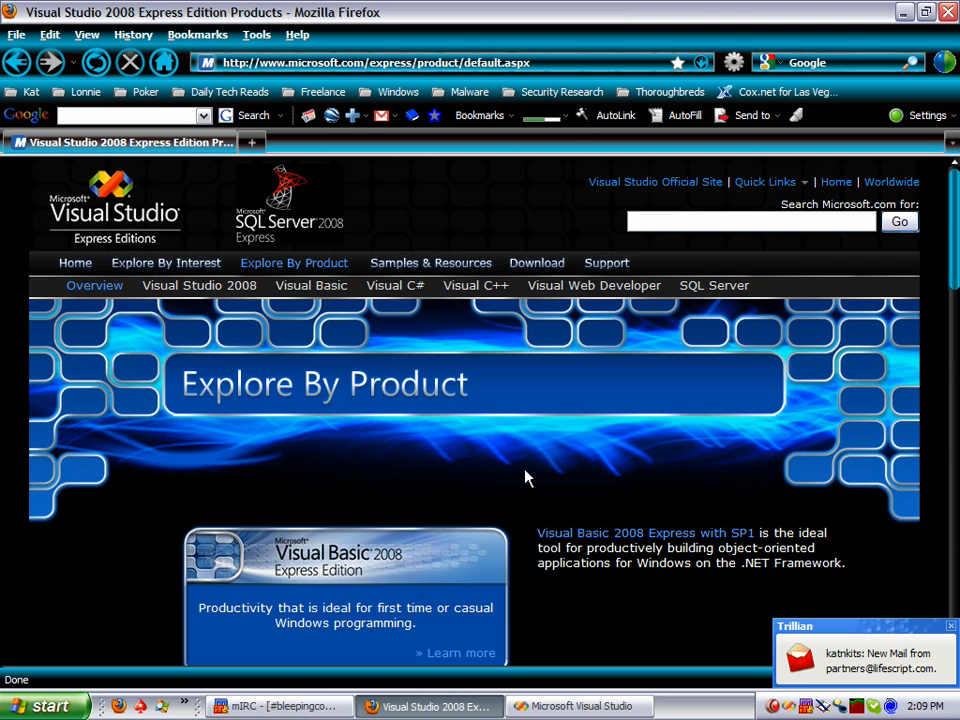 Visual Studio 2008 Express Edition Products - Mozilla Firefox
File Edit View History Bookmarks Tools Help
M http://www.microsoft.com/express/product/default.aspx Google
Kat Lonnie Poker Daily Tech Reads Freelance Windows Malware Security Research Thoroughbreds Cox.net for Las Veg...
Google G Search Bookmarks AutoLink AutoFill Send to Settings
M Visual Studio 2008 Express Edition Pr...
Microsoft
Visual Studio
Express Editions
Microsoft
SQL Server 2008
Express
Visual Studio Official Site | Quick Links | Home | Worldwide
Search Microsoft.com for:
Go
Home Explore By Interest Explore By Product Samples & Resources Download Support
Overview Visual Studio 2008 Visual Basic Visual C# Visual C++ Visual Web Developer SQL Server
Explore By Product
Microsoft
Visual Basic 2008
Express Edition
Productivity that is ideal for first time or casual
Windows programming.
» Learn more
Visual Basic 2008 Express with SP1 is the ideal
tool for productively building object-oriented
applications for Windows on the .NET Framework.
Trillian
katnkits: New Mail from
partners@lifescript.com.
Done
start » mIRC - [#bleepingco... Visual Studio 2008 Ex... Microsoft Visual Studio 2:09 PM